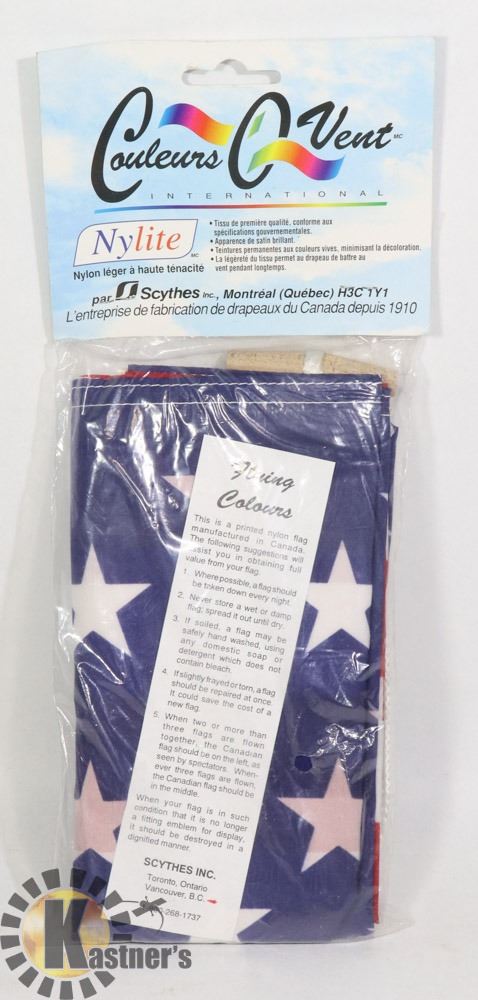 Couleurs O Vent MC
INTERNATIONAL
Nylite MC
Nylon léger à haute ténacité
• Tissu de première qualité, conforme aux
spécifications gouvernementales.
• Apparence de satin brillant.
• Teintures permanentes aux couleurs vives, minimisant la décoloration.
• La légèreté du tissu permet au drapeau de battre au
vent pendant longtemps.
par Scythes Inc., Montréal (Québec) H3C 1Y1
L'entreprise de fabrication de drapeaux du Canada depuis 1910
Flying
Colours
This is a printed nylon flag
manufactured in Canada.
The following suggestions will
assist you in obtaining full
value from your flag.
1. Where possible, a flag should
be taken down every night.
2. Never store a wet or damp
flag; spread it out until dry.
3. If soiled, a flag may be
safely hand washed, using
any domestic soap or
detergent which does not
contain bleach.
4. If slightly frayed or torn, a flag
should be repaired at once.
It could save the cost of a
new flag.
5. When two or more than
three flags are flown
together, the Canadian
flag should be on the left, as
seen by spectators. When-
ever three flags are flown,
the Canadian flag should be
in the middle.
When your flag is in such
condition that it is no longer
a fitting emblem for display,
it should be destroyed in a
dignified manner.
SCYTHES INC.
Toronto, Ontario
Vancouver, B.C.
268-1737
Kastner's